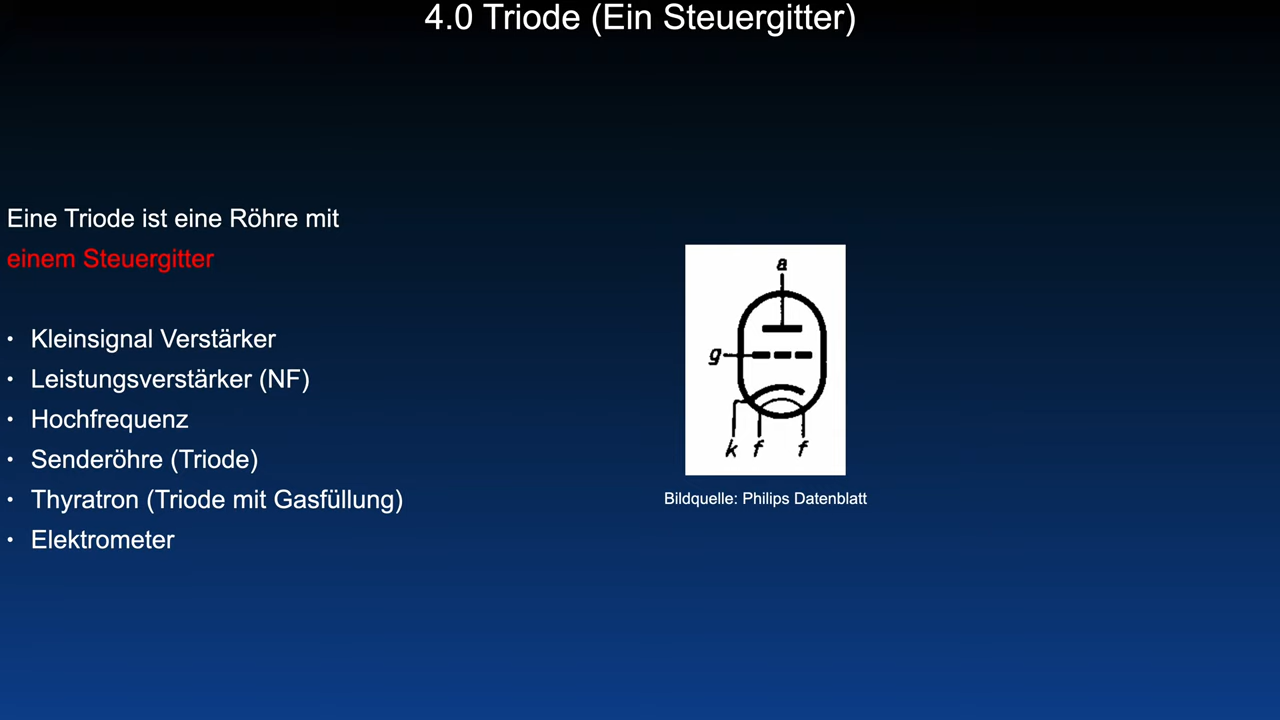 4.0 Triode (Ein Steuergitter)
Eine Triode ist eine Röhre mit
einem Steuergitter
• Kleinsignal Verstärker
• Leistungsverstärker (NF)
• Hochfrequenz
• Senderöhre (Triode)
• Thyratron (Triode mit Gasfüllung)
• Elektrometer
a
g
k f f
Bildquelle: Philips Datenblatt